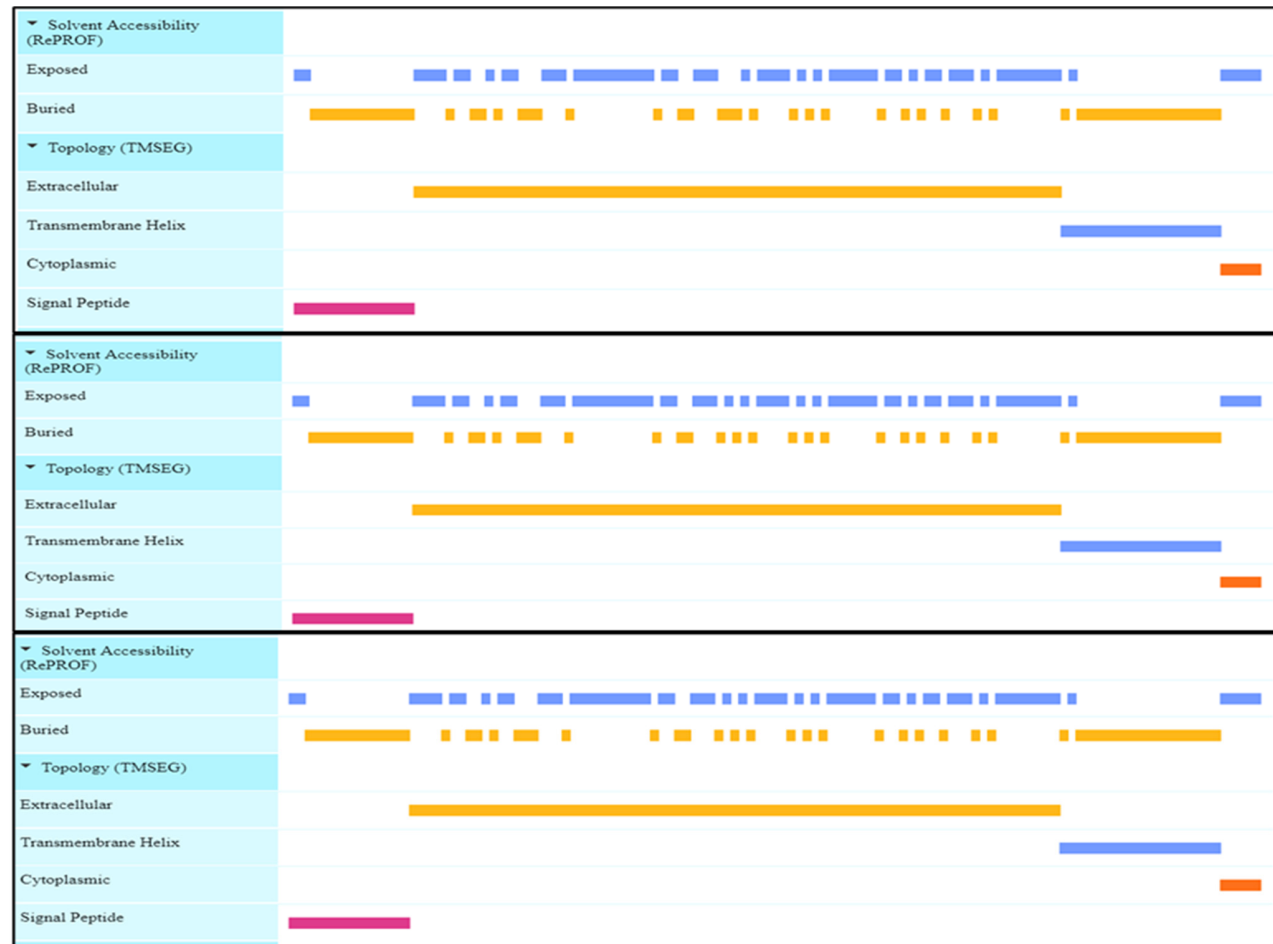 Solvent Accessibility
(RePROF)
Exposed
Buried
Topology (TMSEG)
Extracellular
Transmembrane Helix
Cytoplasmic
Signal Peptide
Solvent Accessibility
(RePROF)
Exposed
Buried
Topology (TMSEG)
Extracellular
Transmembrane Helix
Cytoplasmic
Signal Peptide
Solvent Accessibility
(RePROF)
Exposed
Buried
Topology (TMSEG)
Extracellular
Transmembrane Helix
Cytoplasmic
Signal Peptide